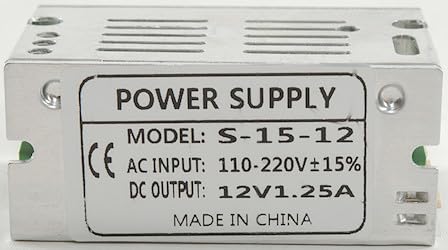 POWER SUPPLY
MODEL: S-15-12
CE AC INPUT: 110-220V±15%
DC OUTPUT: 12V1.25A
MADE IN CHINA